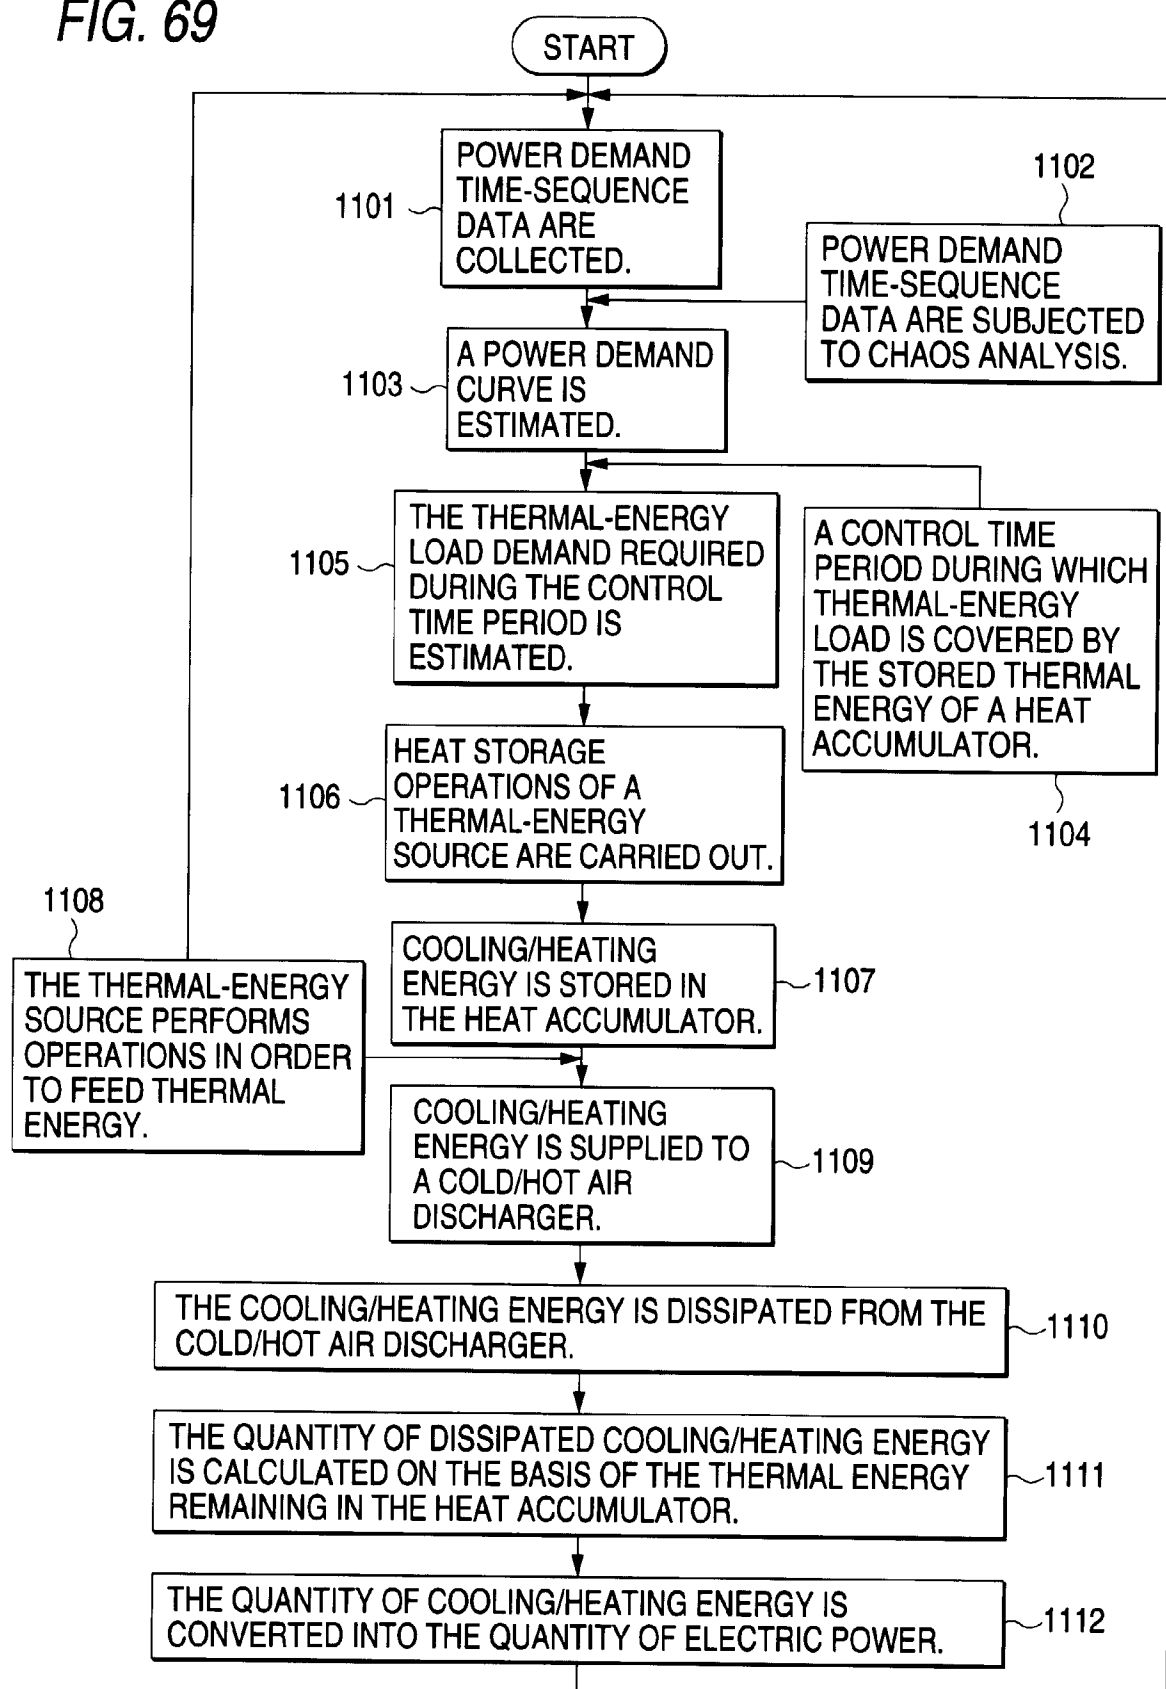 FIG. 69
START
1101
POWER DEMAND
TIME-SEQUENCE
DATA ARE
COLLECTED.
1102
POWER DEMAND
TIME-SEQUENCE
DATA ARE SUBJECTED
TO CHAOS ANALYSIS.
1103
A POWER DEMAND
CURVE IS
ESTIMATED.
1105
THE THERMAL-ENERGY
LOAD DEMAND REQUIRED
DURING THE CONTROL
TIME PERIOD IS
ESTIMATED.
A CONTROL TIME
PERIOD DURING WHICH
THERMAL-ENERGY
LOAD IS COVERED BY
THE STORED THERMAL
ENERGY OF A HEAT
ACCUMULATOR.
1104
1106
HEAT STORAGE
OPERATIONS OF A
THERMAL-ENERGY
SOURCE ARE CARRIED OUT.
1108
THE THERMAL-ENERGY
SOURCE PERFORMS
OPERATIONS IN ORDER
TO FEED THERMAL
ENERGY.
COOLING/HEATING
ENERGY IS STORED IN
THE HEAT ACCUMULATOR.
1107
COOLING/HEATING
ENERGY IS SUPPLIED TO
A COLD/HOT AIR
DISCHARGER.
1109
THE COOLING/HEATING ENERGY IS DISSIPATED FROM THE
COLD/HOT AIR DISCHARGER.
1110
THE QUANTITY OF DISSIPATED COOLING/HEATING ENERGY
IS CALCULATED ON THE BASIS OF THE THERMAL ENERGY
REMAINING IN THE HEAT ACCUMULATOR.
1111
THE QUANTITY OF COOLING/HEATING ENERGY IS
CONVERTED INTO THE QUANTITY OF ELECTRIC POWER.
1112